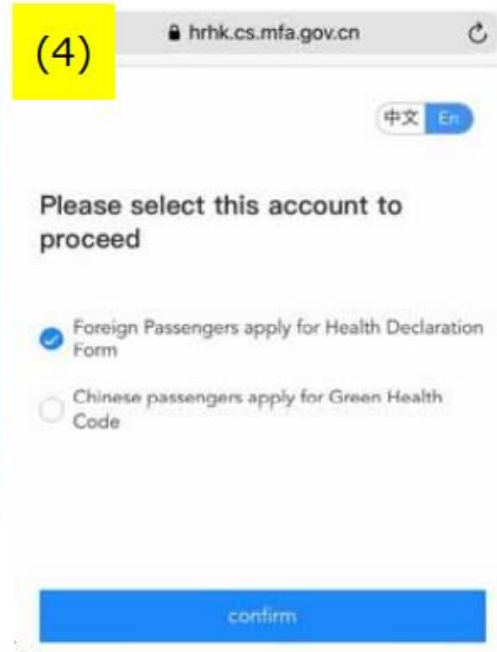 (4)
hrhk.cs.mfa.gov.cn
中文 En
Please select this account to
proceed
Foreign Passengers apply for Health Declaration
Form
Chinese passengers apply for Green Health
Code
confirm